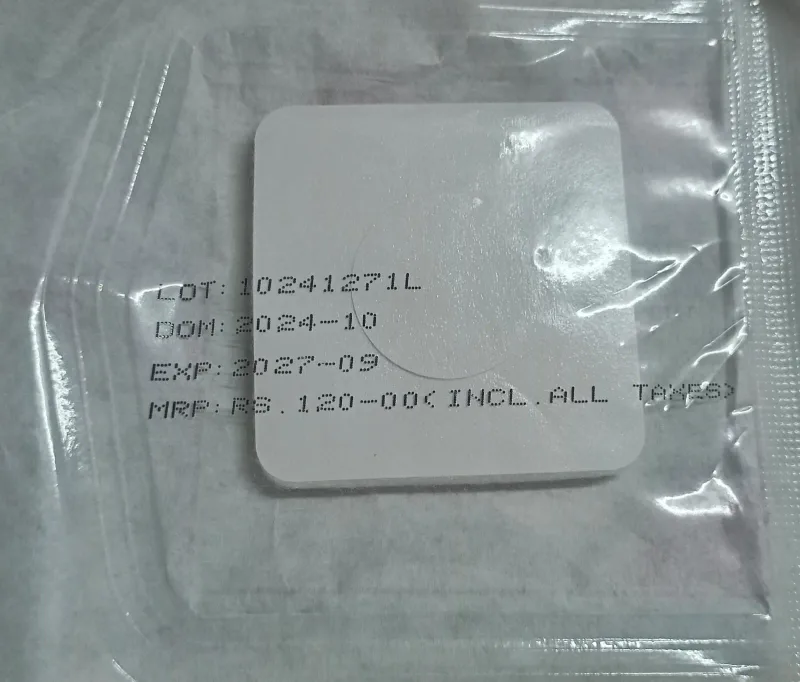 LOT: 10241271L
DOM: 2024-10
EXP: 2027-09
MRP: RS.120-00(INCL.ALL TAXES)